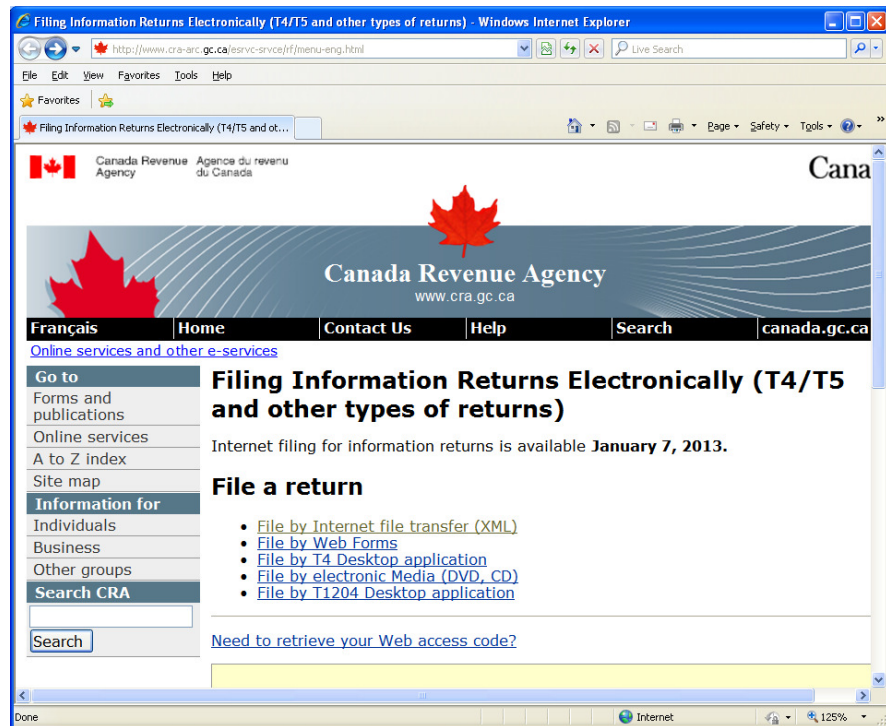 Filing Information Returns Electronically (T4/T5 and other types of returns) - Windows Internet Explorer
http://www.cra-arc.gc.ca/esrvc-srvce/rf/menu-eng.html
Live Search
File Edit View Favorites Tools Help
Favorites
Filing Information Returns Electronically (T4/T5 and ot...
Page Safety Tools »
Canada Revenue Agency
Agence du revenu du Canada
Cana
Canada Revenue Agency
www.cra.gc.ca
Français Home Contact Us Help Search canada.gc.ca
Online services and other e-services
Go to
Forms and
publications
Online services
A to Z index
Site map
Information for
Individuals
Business
Other groups
Search CRA
Search
Filing Information Returns Electronically (T4/T5
and other types of returns)
Internet filing for information returns is available January 7, 2013.
File a return
• File by Internet file transfer (XML)
• File by Web Forms
• File by T4 Desktop application
• File by electronic Media (DVD, CD)
• File by T1204 Desktop application
Need to retrieve your Web access code?
Done Internet 125%